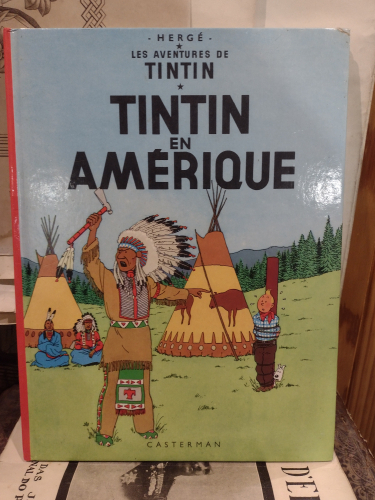 - HERGÉ -
LES AVENTURES DE
TINTIN
TINTIN
EN
AMÉRIQUE
CASTERMAN